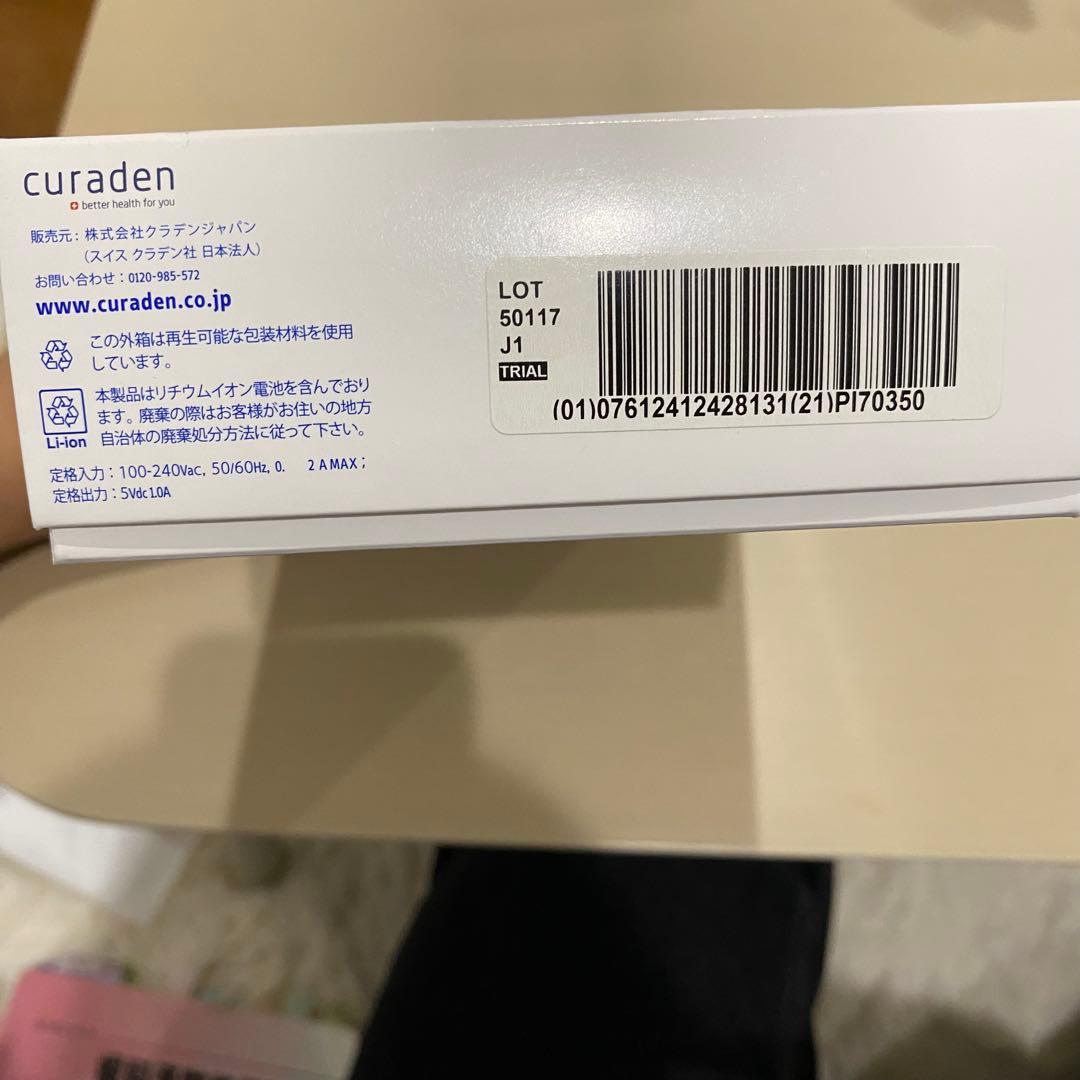 curaden
better health for you
販売元：株式会社クラデンジャパン
（スイス クラデン社 日本法人）
お問い合わせ：0120-985-572
www.curaden.co.jp
この外箱は再生可能な包装材料を使用
しています。
本製品はリチウムイオン電池を含んでおり
ます。廃棄の際はお客様がお住いの地方
自治体の廃棄処分方法に従って下さい。
Li-ion
定格入力：100-240Vac, 50/60Hz, 0. 2 A MAX；
定格出力：5Vdc 1.0A
LOT
50117
J1
TRIAL
(01)07612412428131(21)PI70350